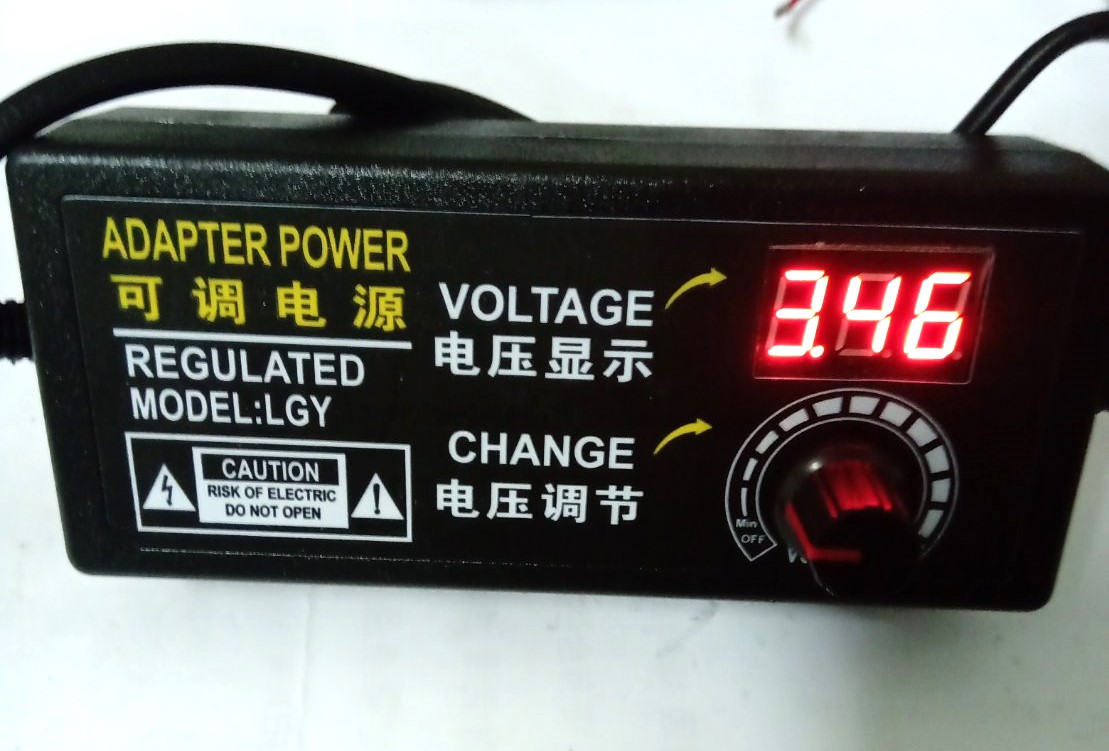 ADAPTER POWER
可调电源
REGULATED
MODEL:LGY
CAUTION
RISK OF ELECTRIC
DO NOT OPEN
VOLTAGE
电压显示
3.46
CHANGE
电压调节
Min
OFF